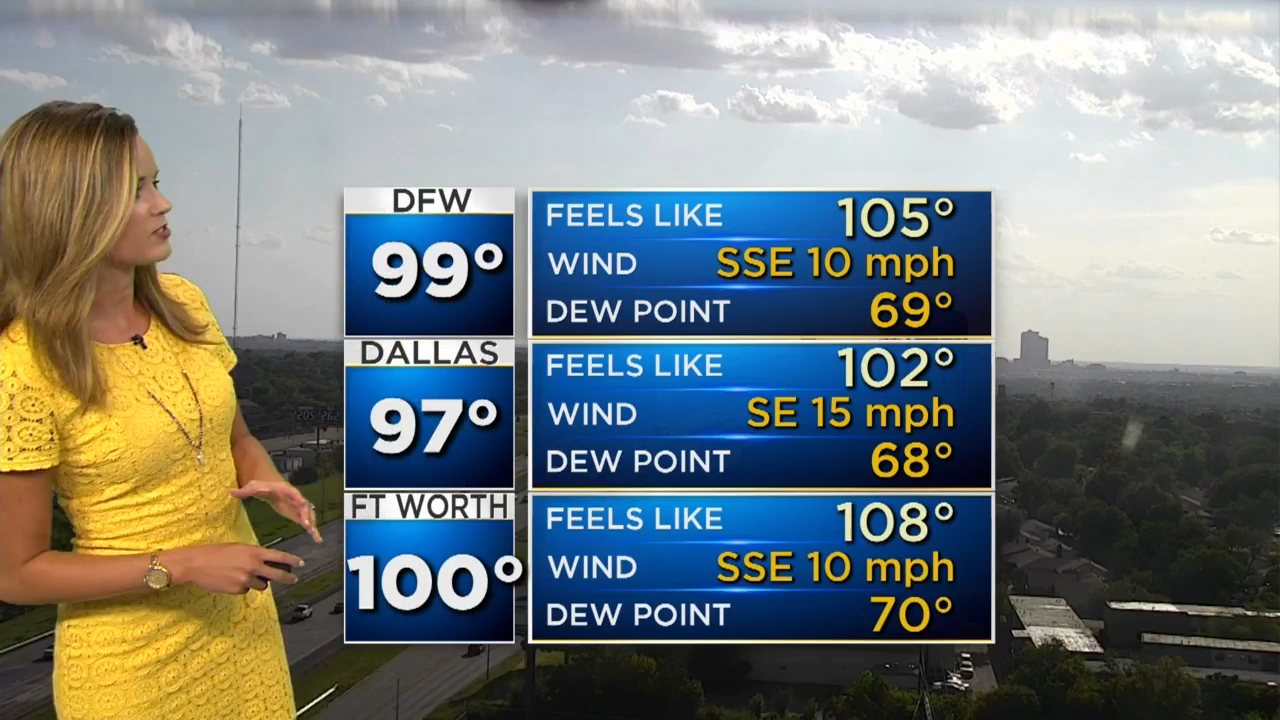 DFW
99°
FEELS LIKE 105°
WIND SSE 10 mph
DEW POINT 69°
DALLAS
97°
FEELS LIKE 102°
WIND SE 15 mph
DEW POINT 68°
FT WORTH
100°
FEELS LIKE 108°
WIND SSE 10 mph
DEW POINT 70°